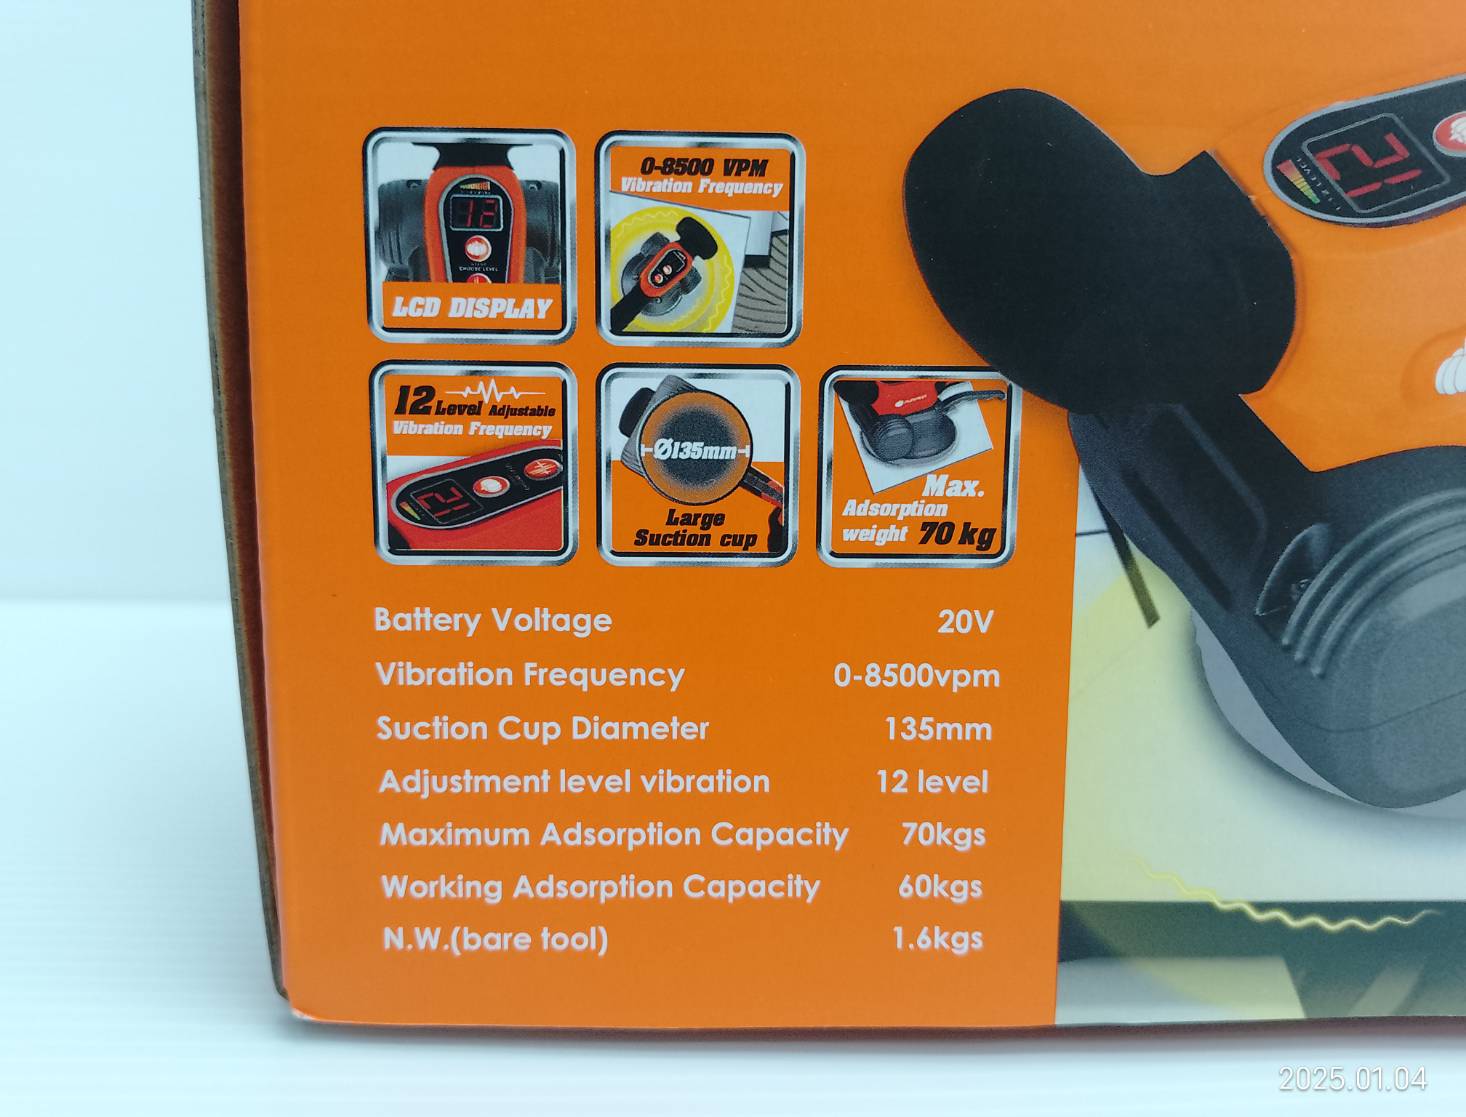 LCD DISPLAY
0-8500 VPM
Vibration Frequency
12 Level Adjustable
Vibration Frequency
Ø135mm
Large
Suction cup
Max.
Adsorption
weight 70 kg
Battery Voltage 20V
Vibration Frequency 0-8500vpm
Suction Cup Diameter 135mm
Adjustment level vibration 12 level
Maximum Adsorption Capacity 70kgs
Working Adsorption Capacity 60kgs
N.W.(bare tool) 1.6kgs
2025.01.04